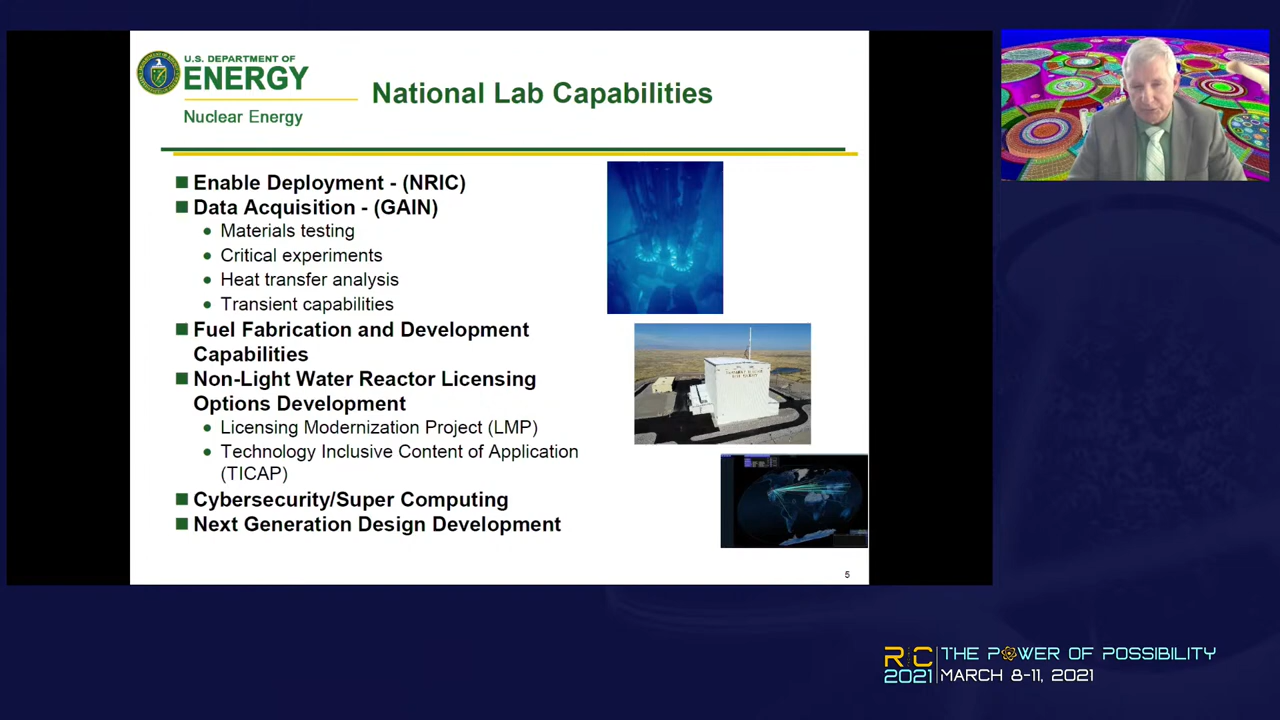 U.S. DEPARTMENT OF
ENERGY
Nuclear Energy
National Lab Capabilities
Enable Deployment - (NRIC)
Data Acquisition - (GAIN)
Materials testing
Critical experiments
Heat transfer analysis
Transient capabilities
Fuel Fabrication and Development
Capabilities
Non-Light Water Reactor Licensing
Options Development
Licensing Modernization Project (LMP)
Technology Inclusive Content of Application
(TICAP)
Cybersecurity/Super Computing
Next Generation Design Development
5
RIC
2021
THE POWER OF POSSIBILITY
MARCH 8-11, 2021